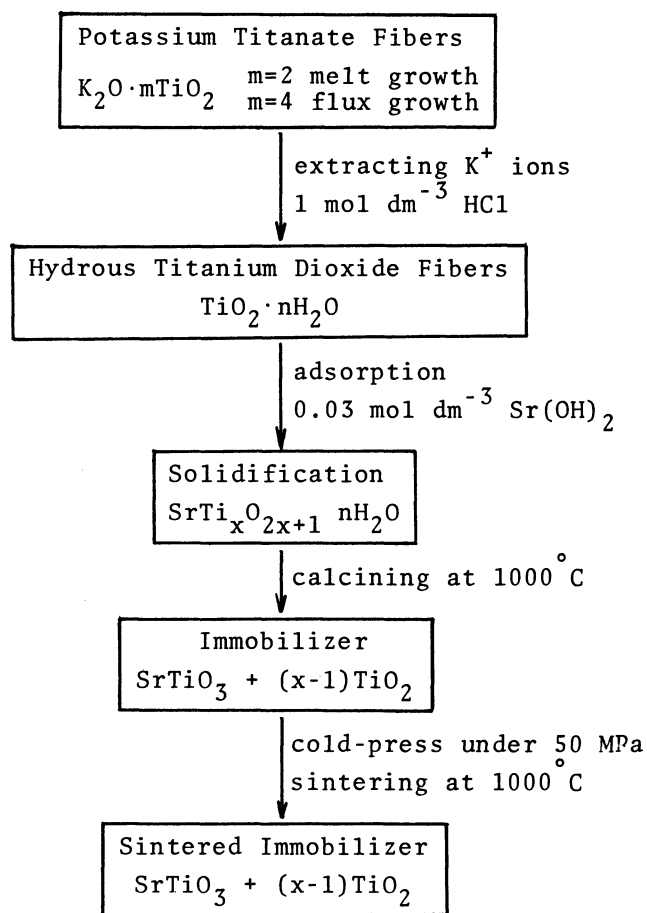 Potassium Titanate Fibers
K₂O·mTiO₂ m=2 melt growth
m=4 flux growth
extracting K⁺ ions
1 mol dm⁻³ HCl
Hydrous Titanium Dioxide Fibers
TiO₂·nH₂O
adsorption
0.03 mol dm⁻³ Sr(OH)₂
Solidification
SrTiₓO₂ₓ₊₁ nH₂O
calcining at 1000°C
Immobilizer
SrTiO₃ + (x-1)TiO₂
cold-press under 50 MPa
sintering at 1000°C
Sintered Immobilizer
SrTiO₃ + (x-1)TiO₂